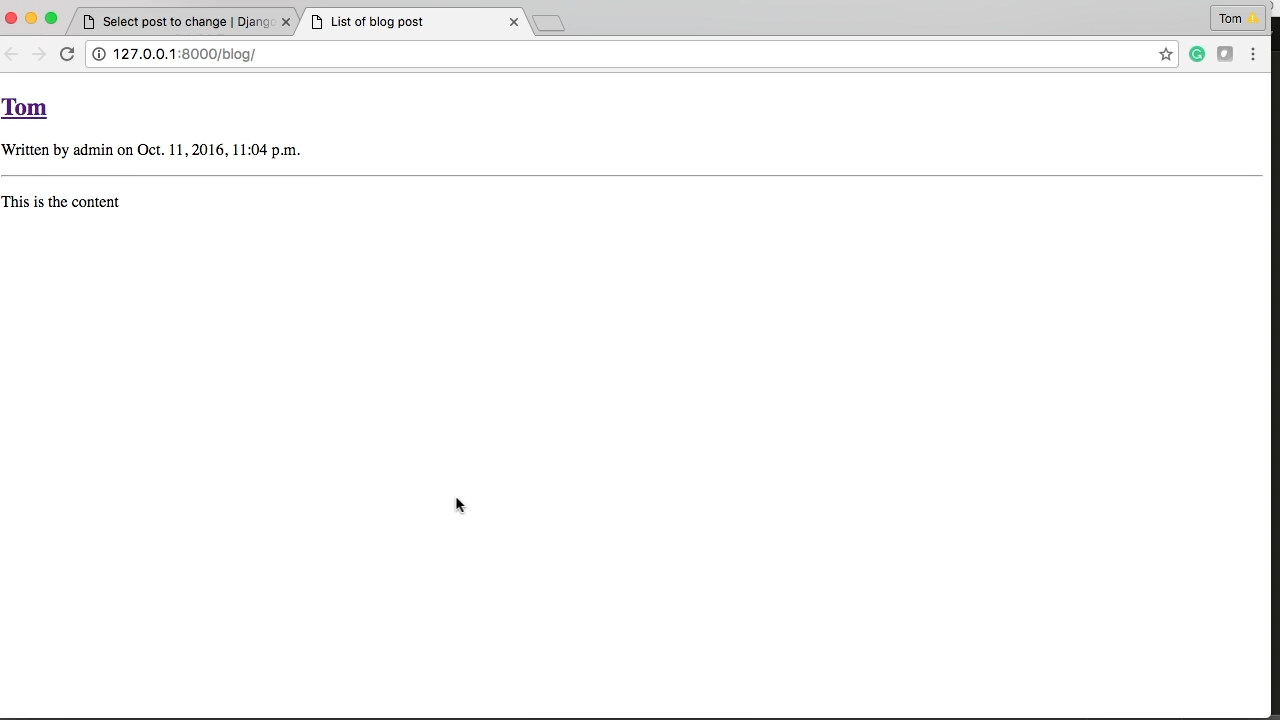 Select post to change | Django
List of blog post
Tom
127.0.0.1:8000/blog/
Tom
Written by admin on Oct. 11, 2016, 11:04 p.m.
This is the content